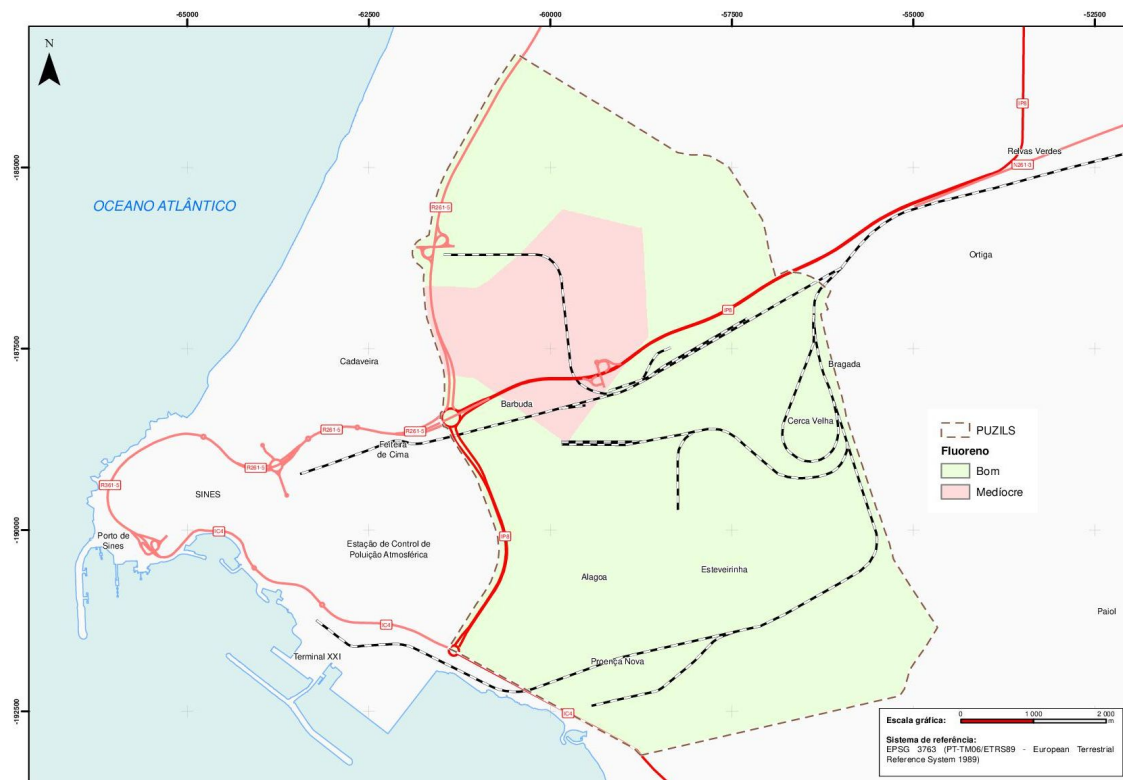 -65000
-62500
-60000
-57500
-55000
-52500
N
IP8
Relvas Verdes
N261-3
-185000
OCEANO ATLÂNTICO
R261-5
Ortiga
IP8
-187500
Cadaveira
Bragada
Barbuda
Cerca Velha
R261-5
R261-5
Feiteira
de Cima
R261-5
PUZILS
Fluoreno
Bom
Medíocre
R261-5
SINES
-190000
Porto de
Sines
IC4
IP8
Estação de Control de
Poluição Atmosférica
Alagoa
Esteveirinha
Paiol
IC4
Terminal XXI
Proença Nova
-192500
IC4
Escala gráfica:
0
1 000
2 000
m
Sistema de referência:
EPSG 3763 (PT-TM06/ETRS89 - European Terrestrial
Reference System 1989)